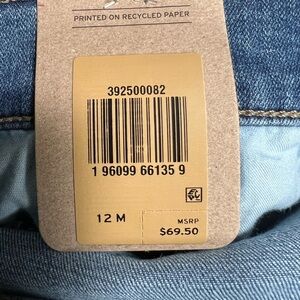 PRINTED ON RECYCLED PAPER
392500082
1 96099 66135 9
12 M
MSRP
$69.50